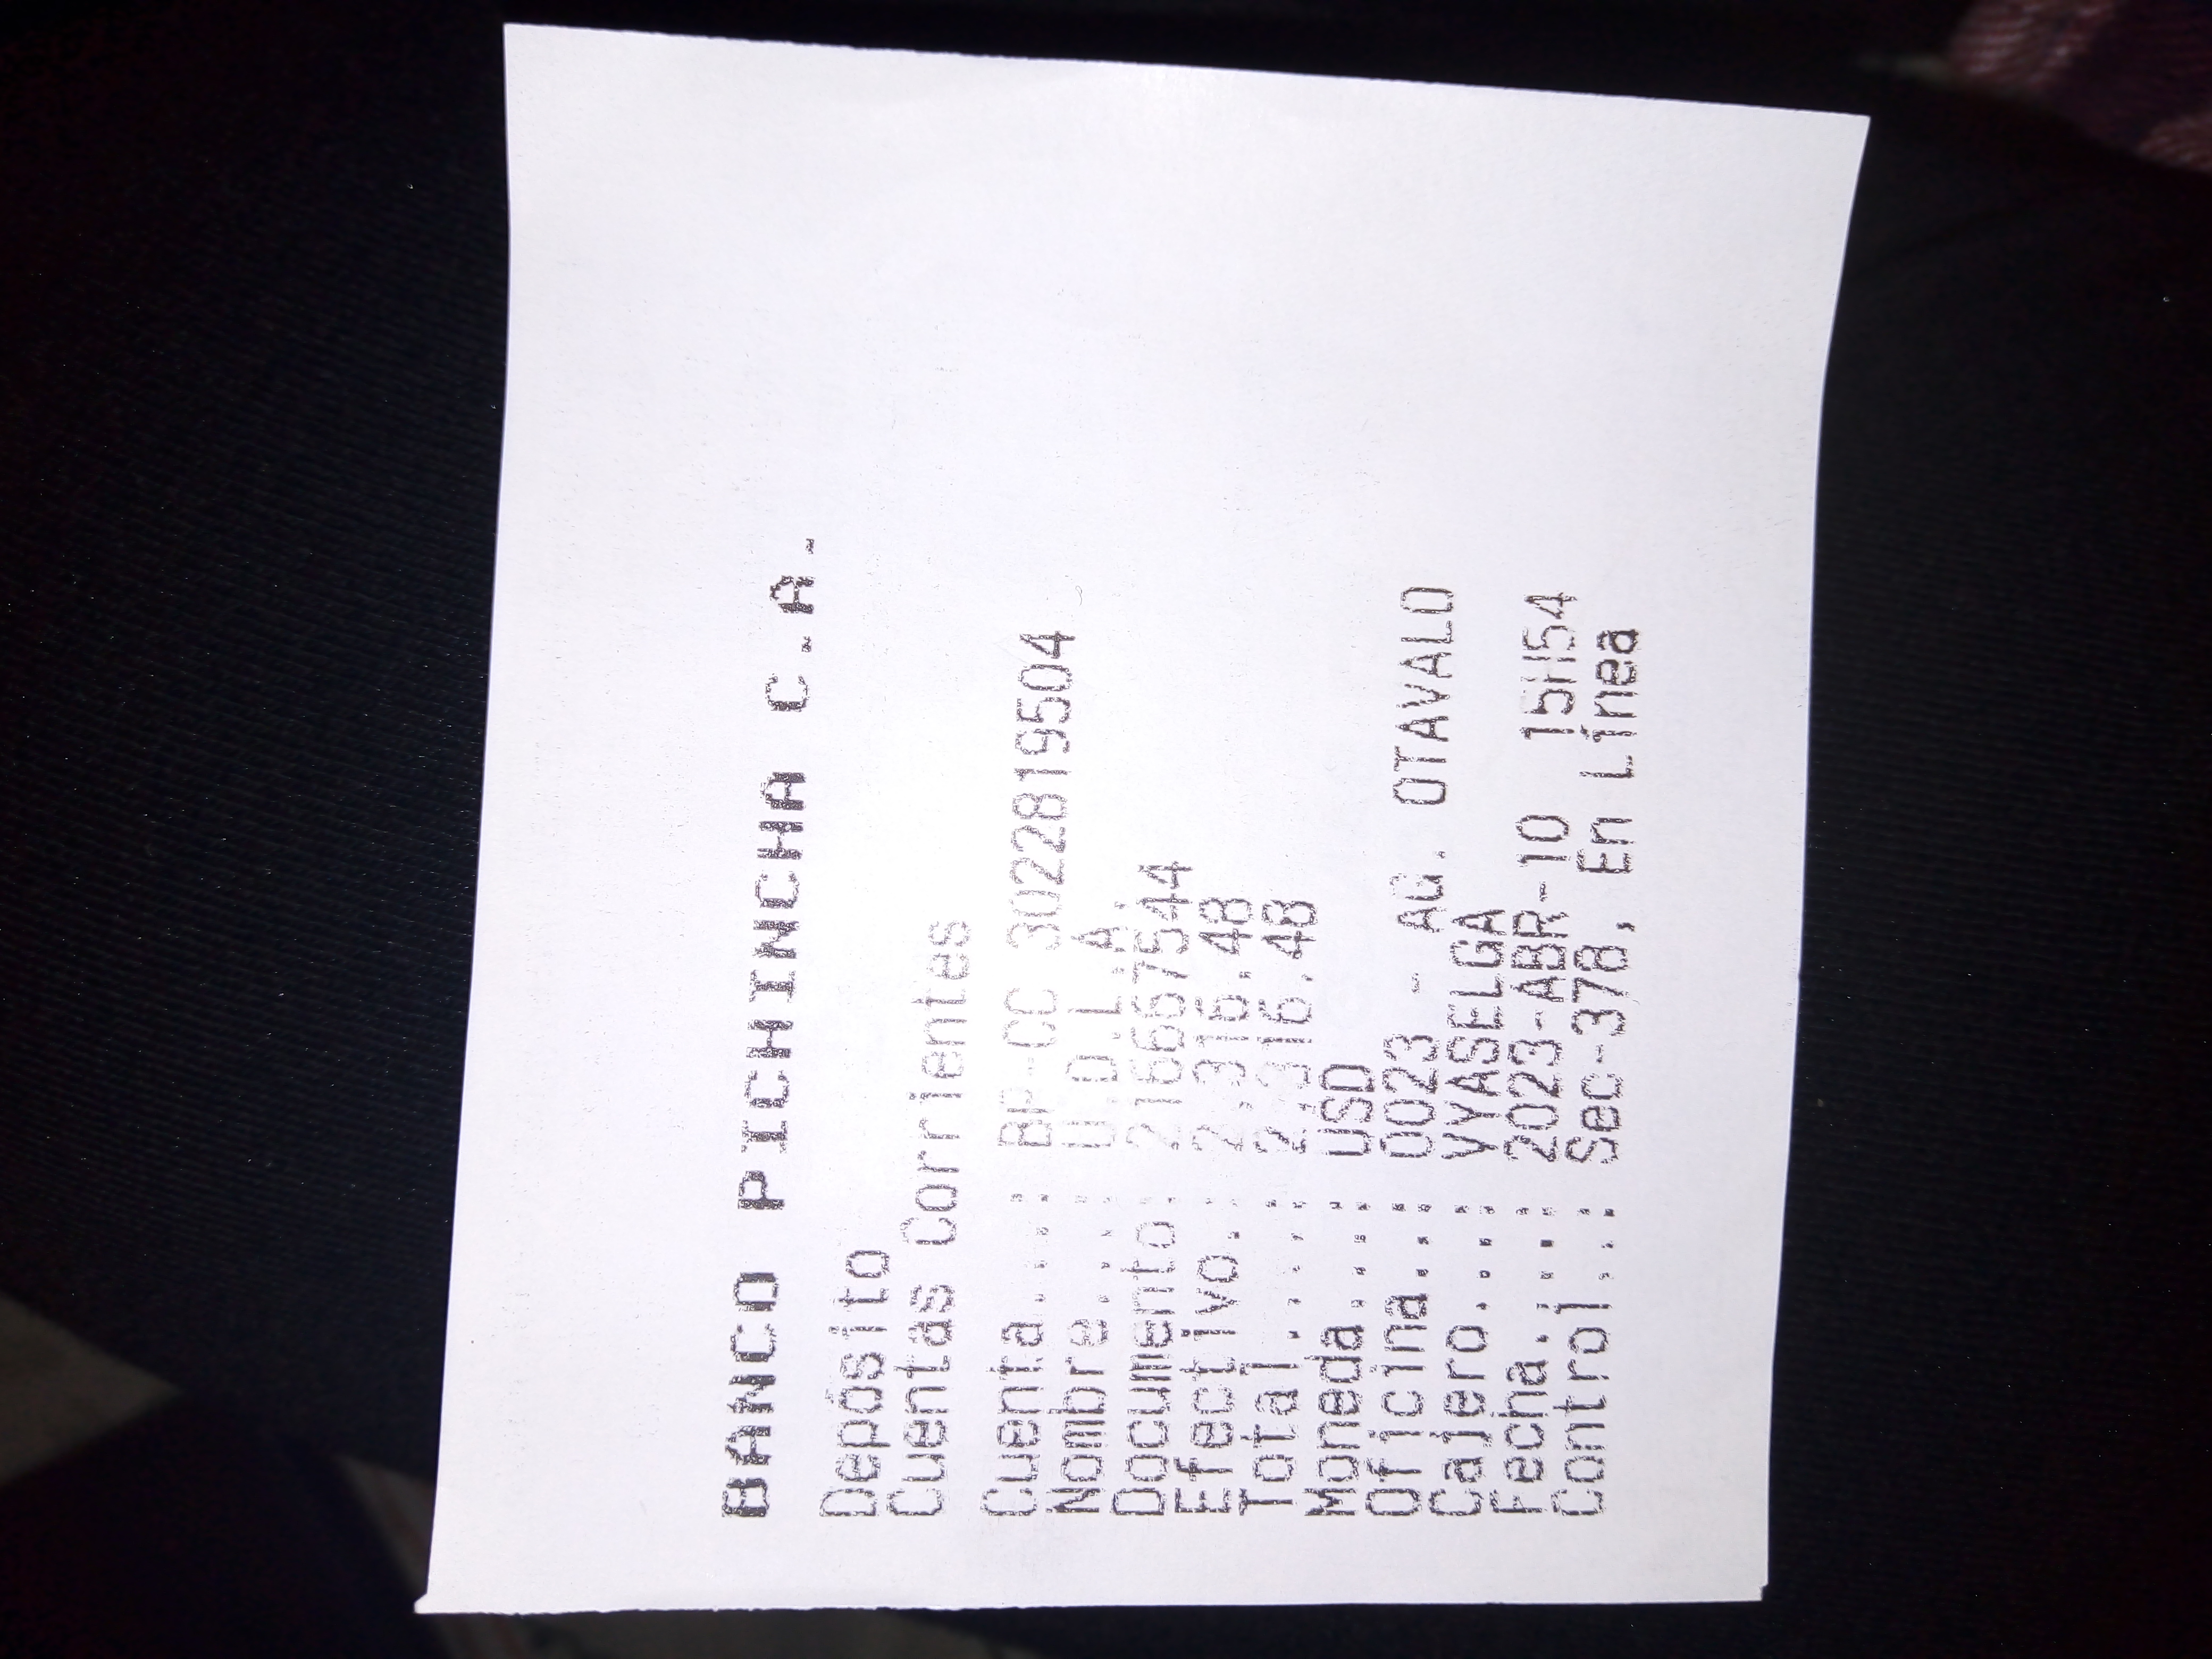 BANCO PICHINCHA C.A.
Depósito
Cuentas Corrientes
Cuenta.....: BP-CC 3022819504
Nombre.....: U.D.L.A.
Documento..: 2166667544
Efectivo...: 2,316.48
Total......: 2,316.48
Moneda.....: USD
Oficina....: 0023 - AG. OTAVALO
Cajero.....: VYASELGA
Fecha......: 2023-ABR-10 15H54
Control....: Sec-378, En Línea